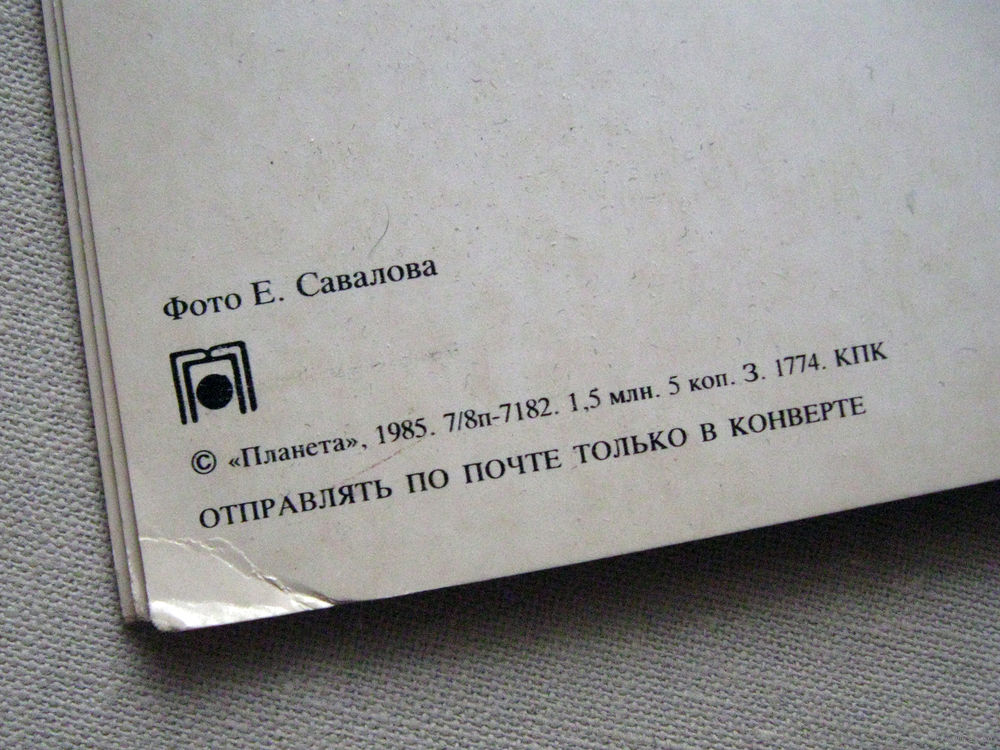 Фото Е. Савалова
© «Планета», 1985. 7/8п-7182. 1,5 млн. 5 коп. З. 1774. КПК
ОТПРАВЛЯТЬ ПО ПОЧТЕ ТОЛЬКО В КОНВЕРТЕ